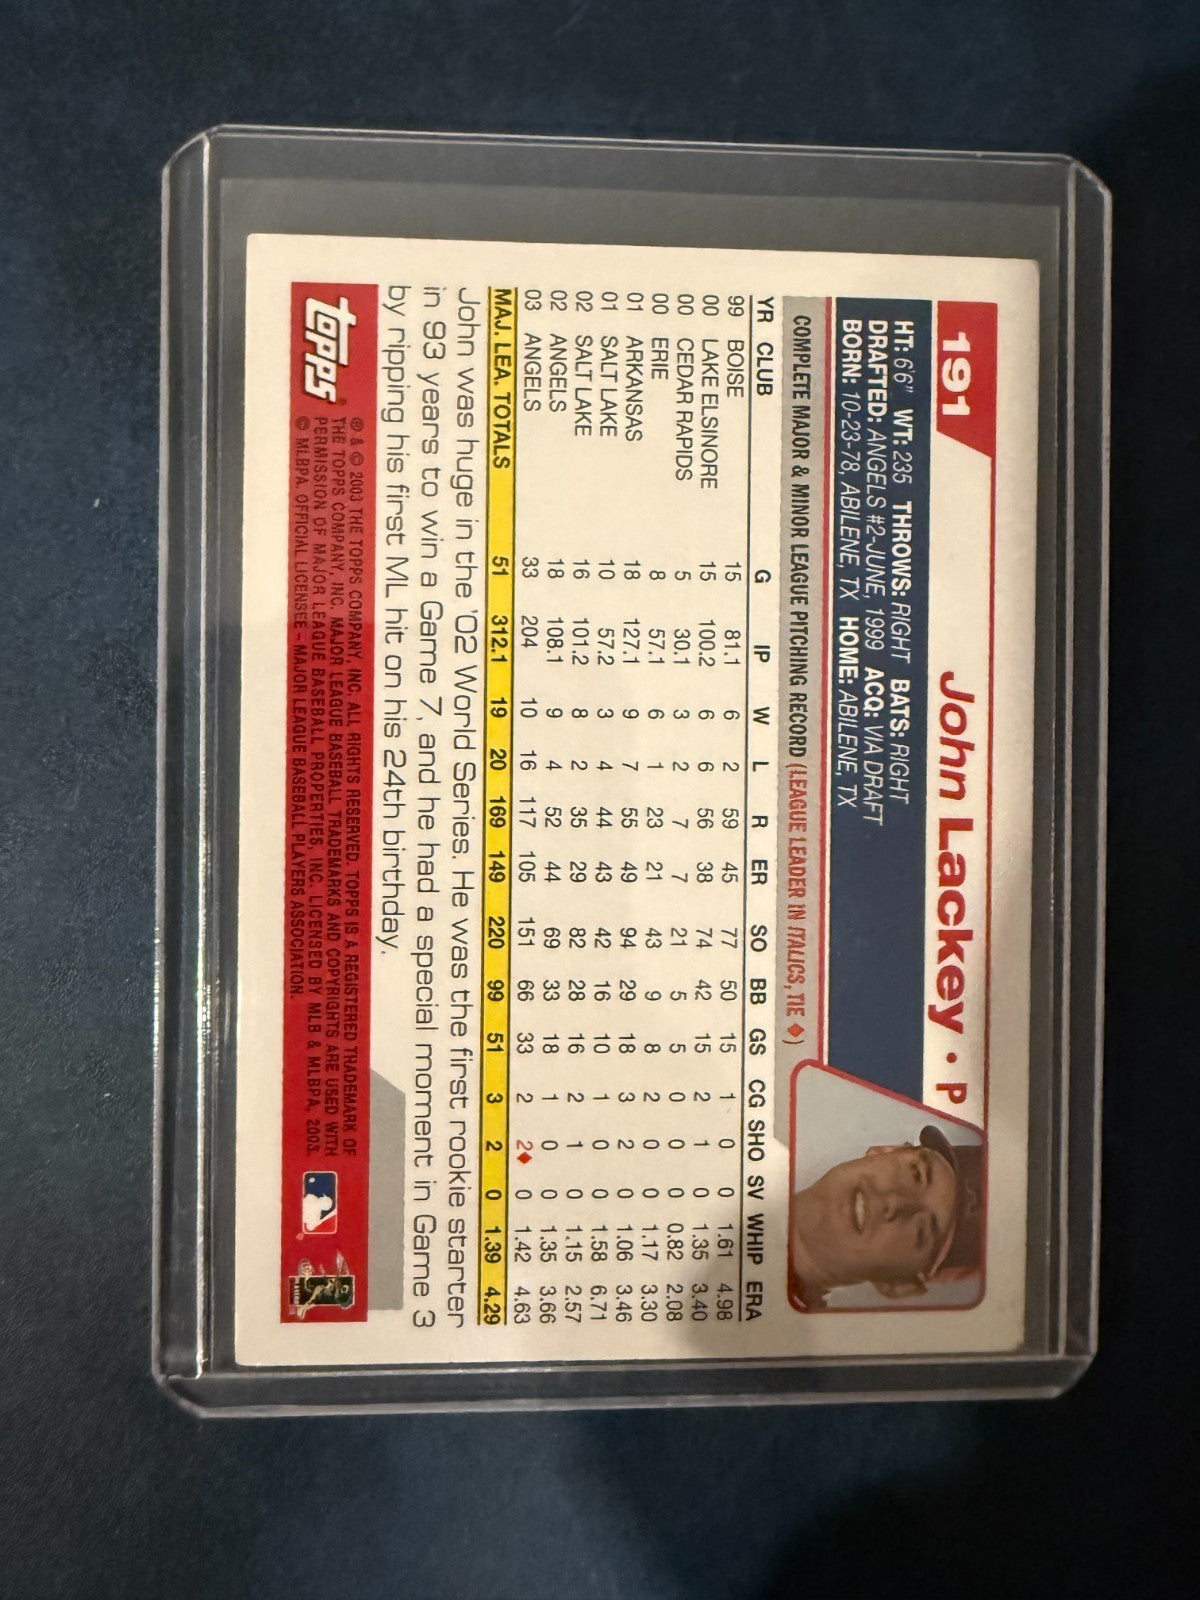 191 John Lackey • P
HT: 6'6" WT: 235 THROWS: RIGHT BATS: RIGHT
DRAFTED: ANGELS #2-JUNE, 1999 ACQ: VIA DRAFT
BORN: 10-23-78, ABILENE, TX HOME: ABILENE, TX
COMPLETE MAJOR & MINOR LEAGUE PITCHING RECORD (LEAGUE LEADER IN ITALICS, TIE ♦)
YR CLUB G IP W L R ER SO BB GS CG SHO SV WHIP ERA
99 BOISE 15 81.1 6 2 59 45 77 50 15 1 0 0 1.61 4.98
00 LAKE ELSINORE 15 100.2 6 6 56 38 74 42 15 2 1 0 1.35 3.40
00 CEDAR RAPIDS 5 30.1 3 2 7 7 21 5 5 0 0 0 0.82 2.08
00 ERIE 8 57.1 6 1 23 21 43 9 8 2 0 0 1.17 3.30
01 ARKANSAS 18 127.1 9 7 55 49 94 29 18 3 2 0 1.06 3.46
01 SALT LAKE 10 57.2 3 4 44 43 42 16 10 1 0 0 1.58 6.71
02 SALT LAKE 16 101.2 8 2 35 29 82 28 16 2 1 0 1.15 2.57
02 ANGELS 18 108.1 9 4 52 44 69 33 18 1 0 0 1.35 3.66
03 ANGELS 33 204 10 16 117 105 151 66 33 2 2♦ 0 1.42 4.63
MAJ. LEA. TOTALS 51 312.1 19 20 169 149 220 99 51 3 2 0 1.39 4.29
John was huge in the '02 World Series. He was the first rookie starter
in 93 years to win a Game 7, and he had a special moment in Game 3
by ripping his first ML hit on his 24th birthday.
topps
® & © 2003 THE TOPPS COMPANY, INC. ALL RIGHTS RESERVED. TOPPS IS A REGISTERED TRADEMARK OF
THE TOPPS COMPANY, INC. MAJOR LEAGUE BASEBALL TRADEMARKS AND COPYRIGHTS ARE USED WITH
PERMISSION OF MAJOR LEAGUE BASEBALL PROPERTIES, INC. LICENSED BY MLB & MLBPA, 2003.
© MLBPA. OFFICIAL LICENSEE – MAJOR LEAGUE BASEBALL PLAYERS ASSOCIATION.